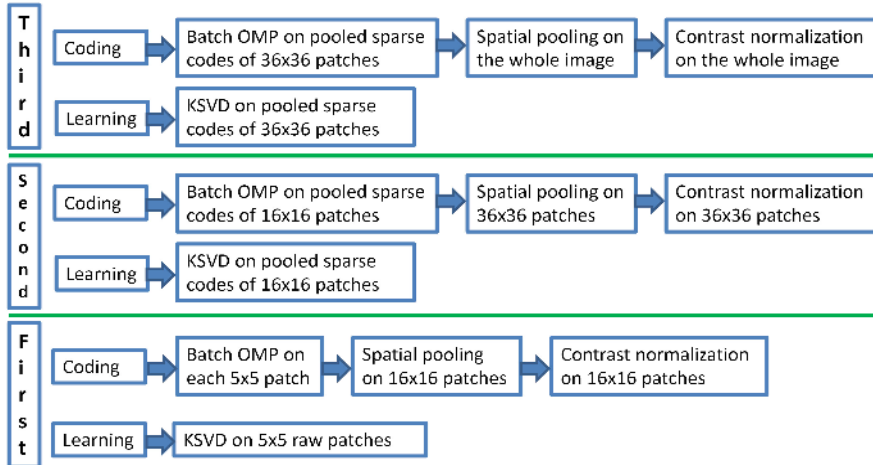 Third
Coding
Batch OMP on pooled sparse
codes of 36x36 patches
Spatial pooling on
the whole image
Contrast normalization
on the whole image
Learning
KSVD on pooled sparse
codes of 36x36 patches
Second
Coding
Batch OMP on pooled sparse
codes of 16x16 patches
Spatial pooling on
36x36 patches
Contrast normalization
on 36x36 patches
Learning
KSVD on pooled sparse
codes of 16x16 patches
First
Coding
Batch OMP on
each 5x5 patch
Spatial pooling
on 16x16 patches
Contrast normalization
on 16x16 patches
Learning
KSVD on 5x5 raw patches